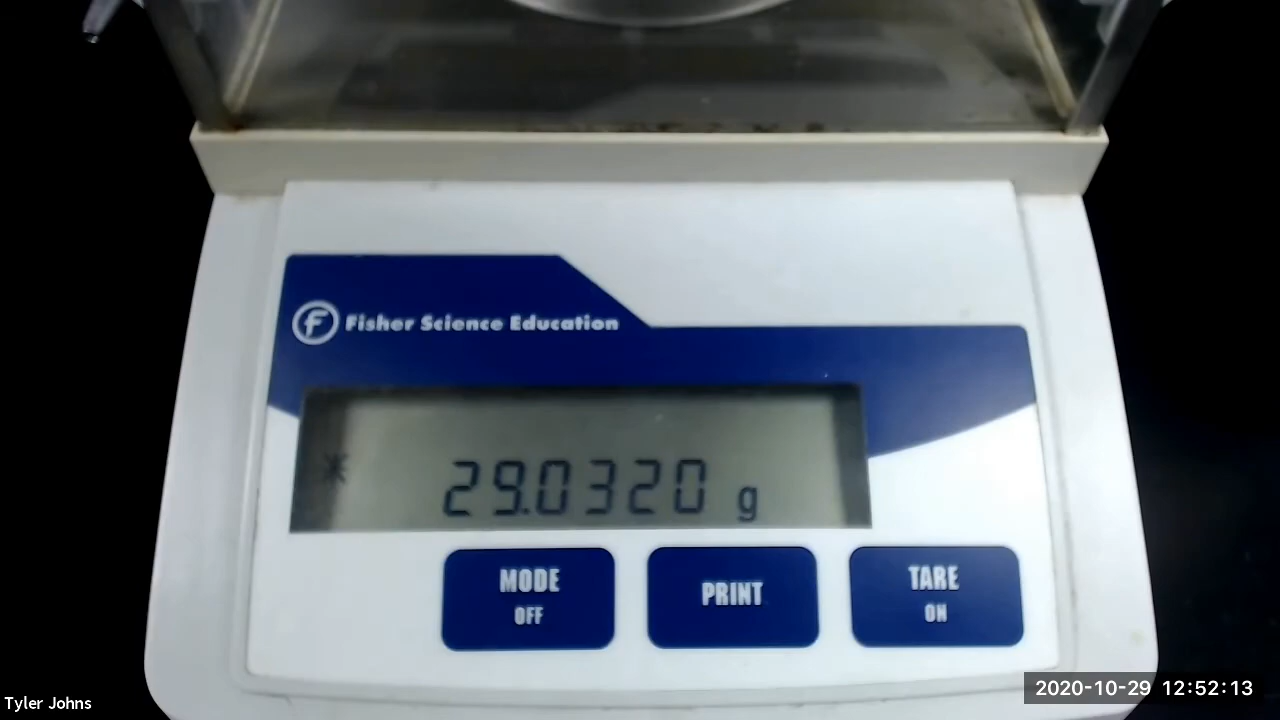 Fisher Science Education
* 29.0320 g
MODE
OFF
PRINT
TARE
ON
Tyler Johns
2020-10-29 12:52:13